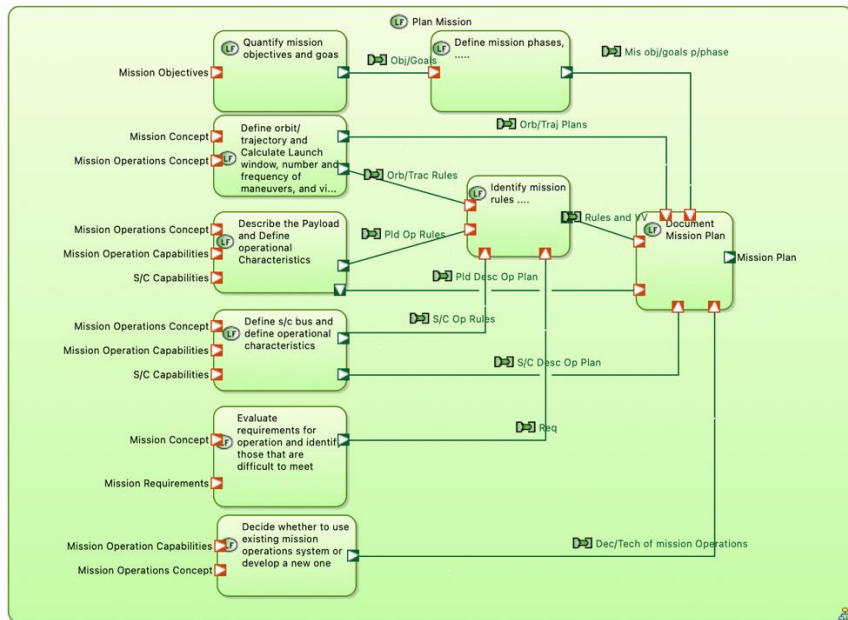 Plan Mission
Quantify mission
objectives and goas
Define mission phases,
.....
Obj/Goals
Mis obj/goals p/phase
Mission Objectives
Mission Concept
Mission Operations Concept
Define orbit/
trajectory and
Calculate Launch
window, number and
frequency of
maneuvers, and vi...
Orb/Traj Plans
Orb/Trac Rules
Identify mission
rules ....
Mission Operations Concept
Mission Operation Capabilities
S/C Capabilities
Describe the Payload
and Define
operational
Characteristics
Pld Op Rules
Rules and VV
Document
Mission Plan
Mission Plan
Pld Desc Op Plan
Mission Operations Concept
Mission Operation Capabilities
S/C Capabilities
Define s/c bus and
define operational
characteristics
S/C Op Rules
S/C Desc Op Plan
Mission Concept
Mission Requirements
Evaluate
requirements for
operation and identif
those that are
difficult to meet
Req
Mission Operation Capabilities
Mission Operations Concept
Decide whether to use
existing mission
operations system or
develop a new one
Dec/Tech of mission Operations
LF
LF
LF
LF
LF
LF
LF
LF
LF
LF